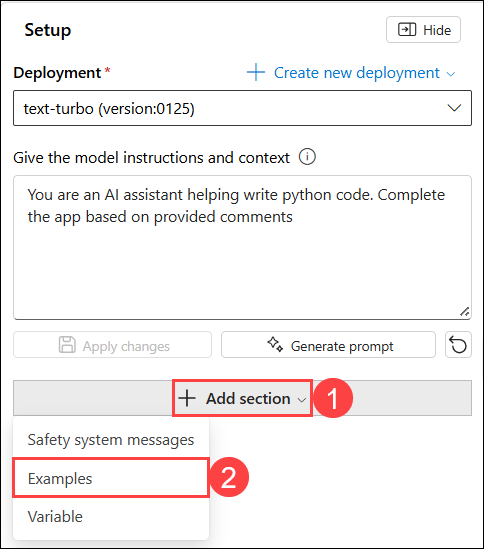 Setup
Hide
Deployment *
Create new deployment
text-turbo (version:0125)
Give the model instructions and context
You are an AI assistant helping write python code. Complete
the app based on provided comments
Apply changes
Generate prompt
Add section
1
Safety system messages
Examples
2
Variable